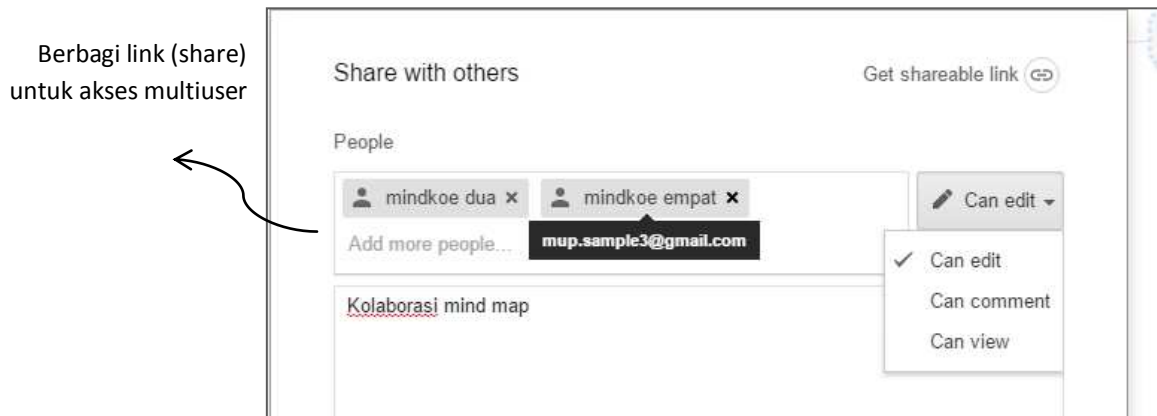 Berbagi link (share)
untuk akses multiuser
Share with others
Get shareable link
People
mindkoe dua ×
mindkoe empat ×
Can edit
Add more people...
mup.sample3@gmail.com
Can edit
Can comment
Can view
Kolaborasi mind map